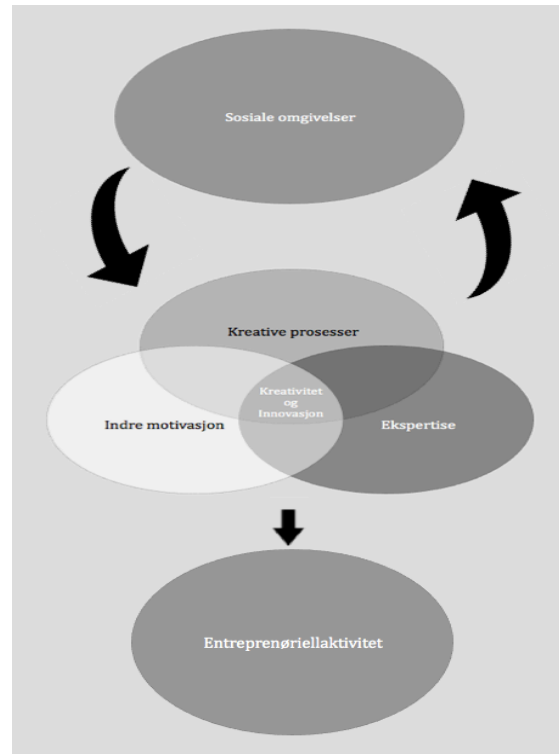 Sosiale omgivelser
Kreative prosesser
Kreativitet
og
Innovasjon
Indre motivasjon
Ekspertise
Entreprenøriellaktivitet